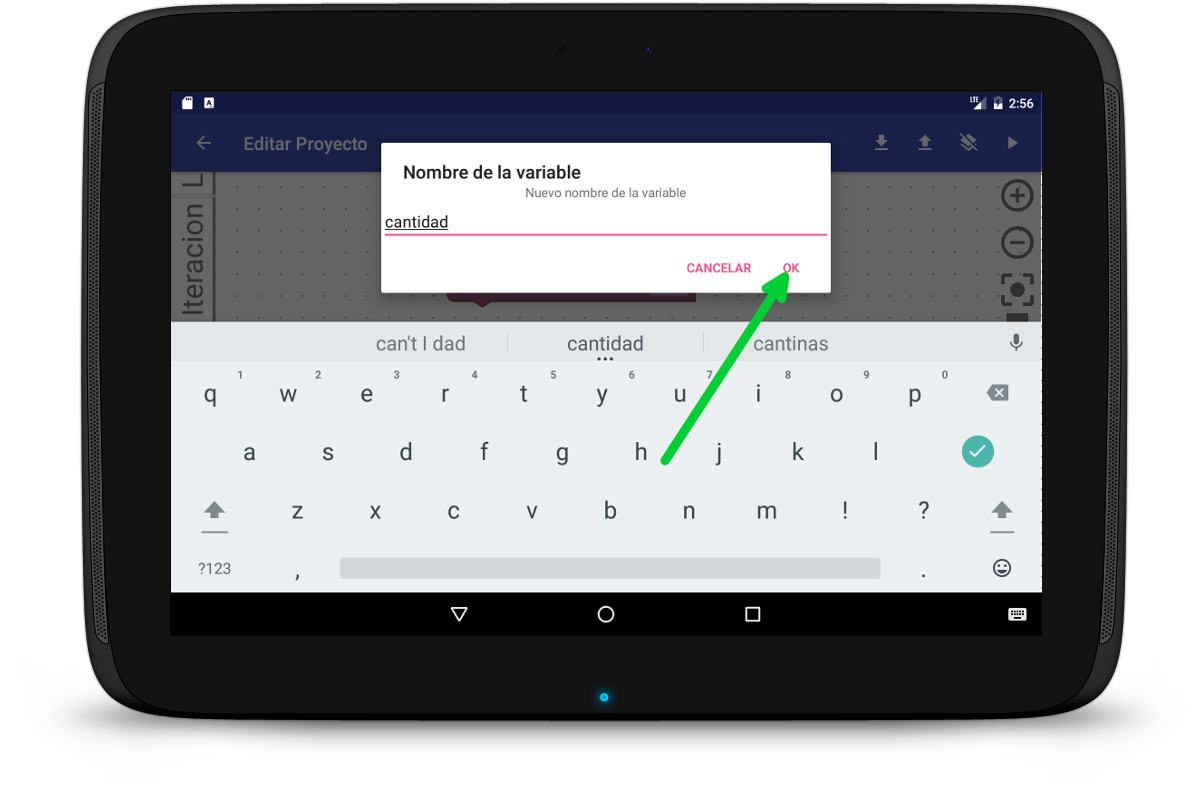 A LTE 2:56
Editar Proyecto
Nombre de la variable
Nuevo nombre de la variable
cantidad
CANCELAR OK
L
Iteracion
can't I dad cantidad cantinas
1 2 3 4 5 6 7 8 9 0
q w e r t y u i o p
a s d f g h j k l
z x c v b n m ! ?
?123 , .